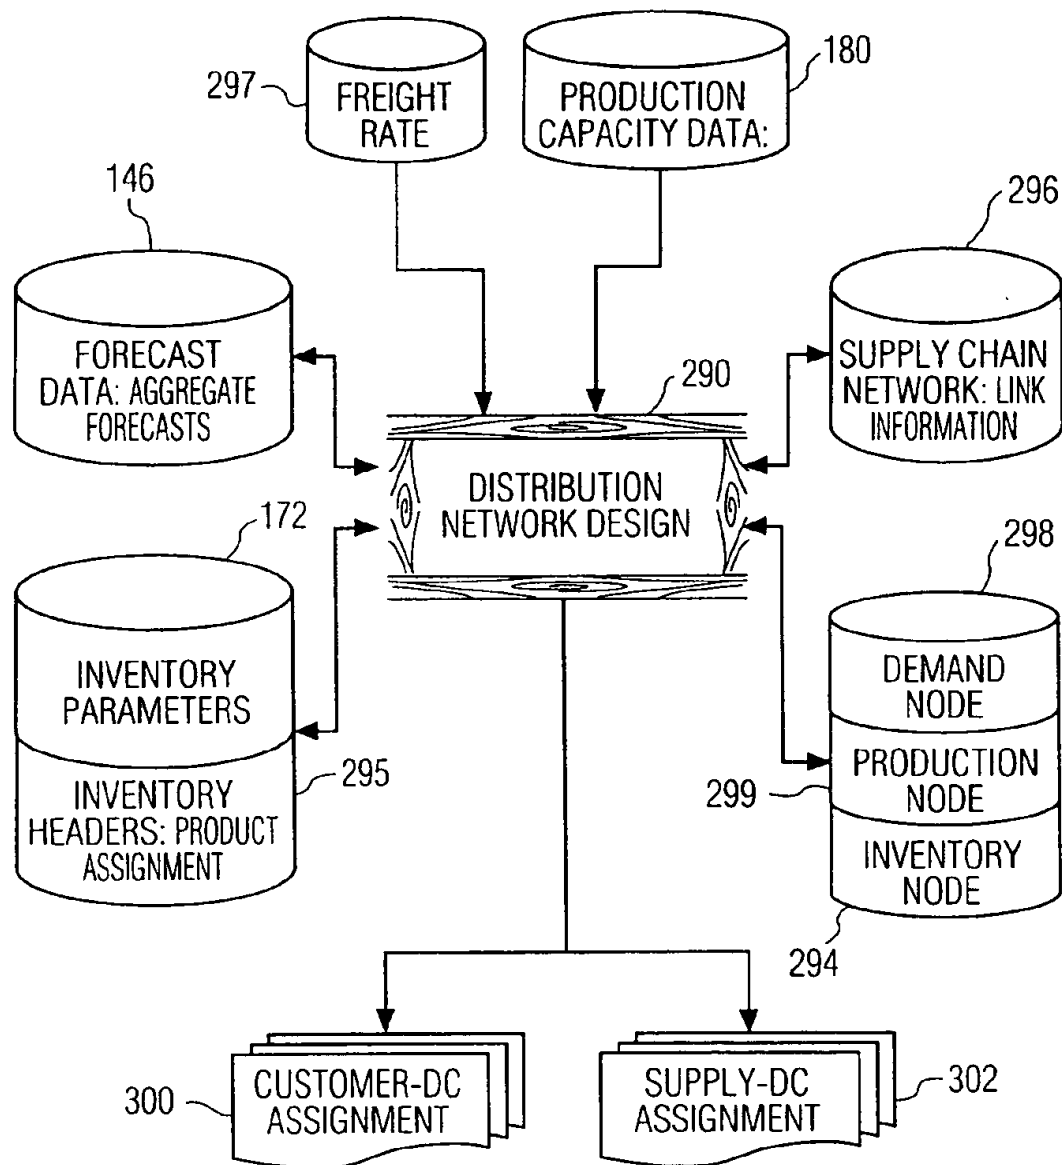 297
FREIGHT
RATE
PRODUCTION
CAPACITY DATA:
180
146
FORECAST
DATA: AGGREGATE
FORECASTS
296
SUPPLY CHAIN
NETWORK: LINK
INFORMATION
290
DISTRIBUTION
NETWORK DESIGN
172
INVENTORY
PARAMETERS
295
INVENTORY
HEADERS: PRODUCT
ASSIGNMENT
298
DEMAND
NODE
299
PRODUCTION
NODE
INVENTORY
NODE
294
300
CUSTOMER-DC
ASSIGNMENT
SUPPLY-DC
ASSIGNMENT
302